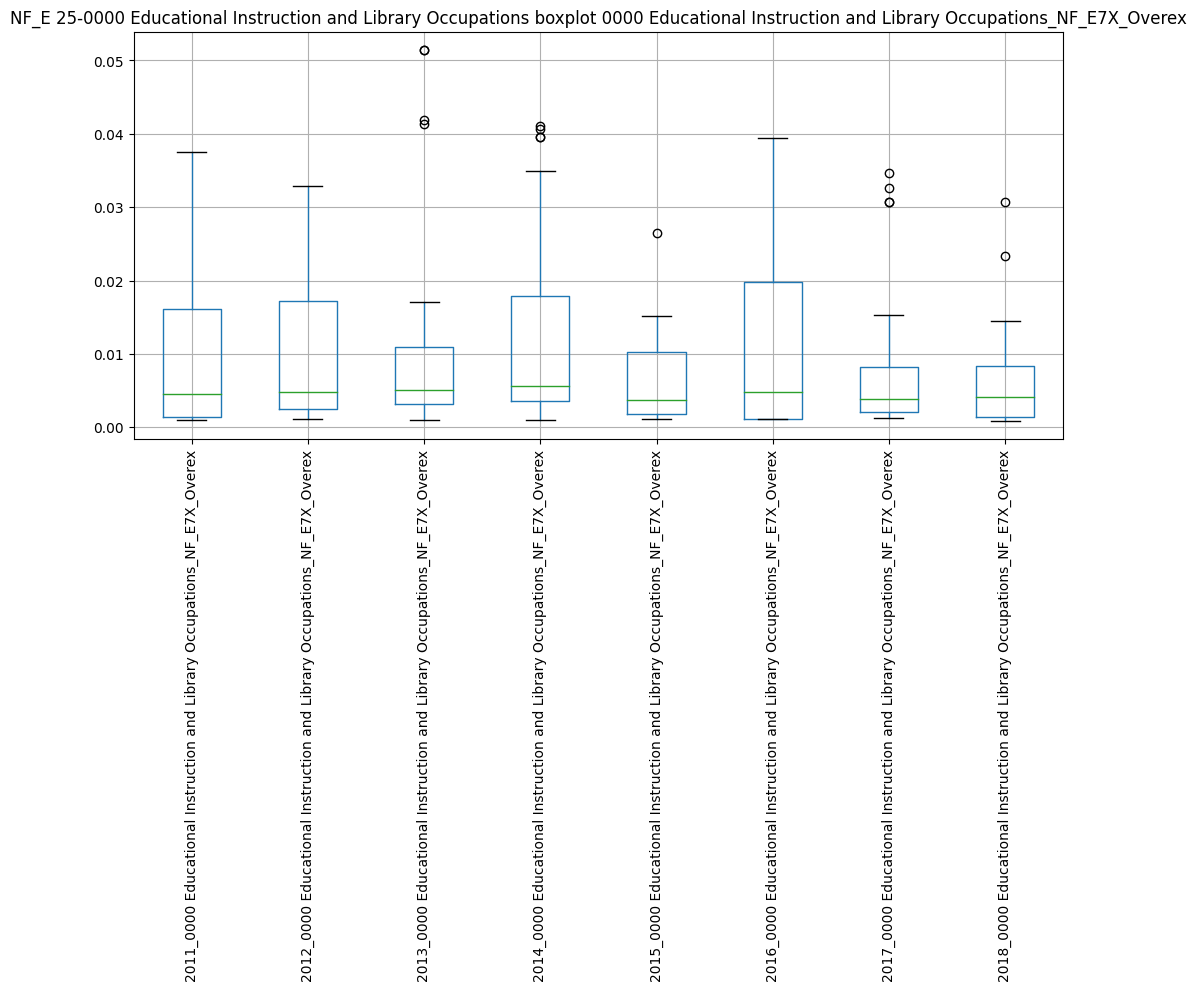 NF_E 25-0000 Educational Instruction and Library Occupations boxplot 0000 Educational Instruction and Library Occupations_NF_E7X_Overex
0.05
0.04
0.03
0.02
0.01
0.00
2011_0000 Educational Instruction and Library Occupations_NF_E7X_Overex
2012_0000 Educational Instruction and Library Occupations_NF_E7X_Overex
2013_0000 Educational Instruction and Library Occupations_NF_E7X_Overex
2014_0000 Educational Instruction and Library Occupations_NF_E7X_Overex
2015_0000 Educational Instruction and Library Occupations_NF_E7X_Overex
2016_0000 Educational Instruction and Library Occupations_NF_E7X_Overex
2017_0000 Educational Instruction and Library Occupations_NF_E7X_Overex
2018_0000 Educational Instruction and Library Occupations_NF_E7X_Overex